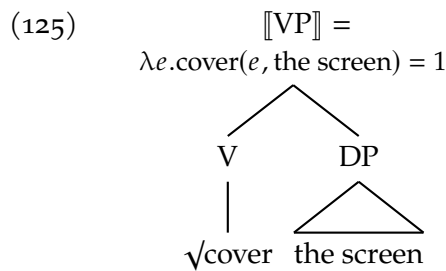 (125) ⟦VP⟧ =
λe.cover(e, the screen) = 1
V DP
√cover the screen